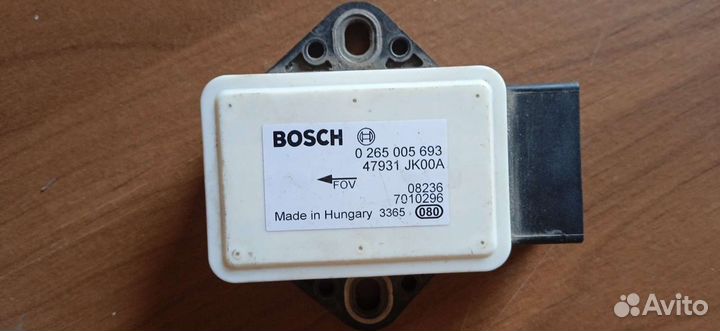 BOSCH
0 265 005 693
47931 JK00A
FOV
08236
7010296
Made in Hungary 3365 080
Avito